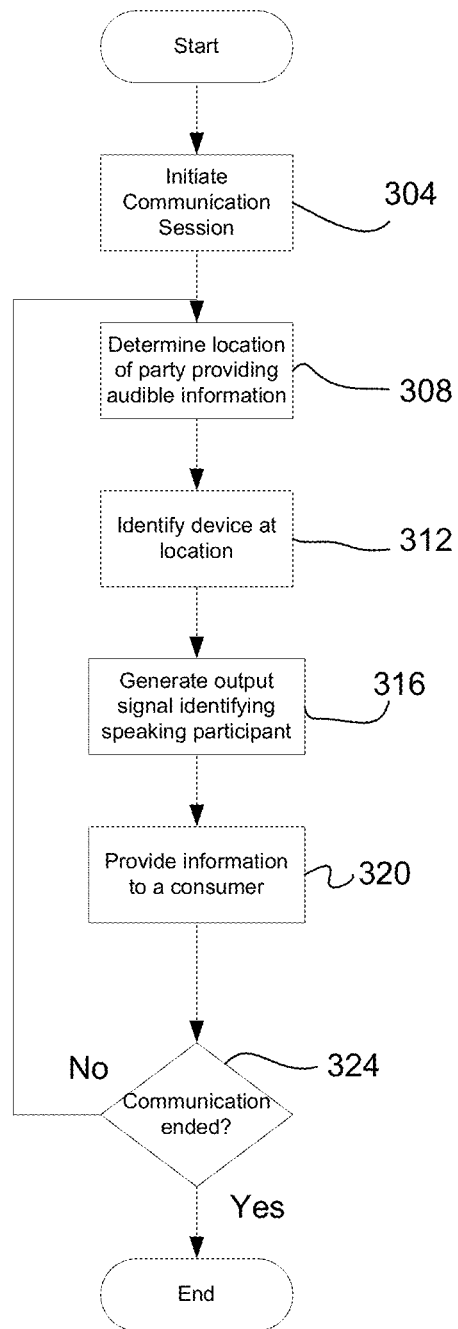 Start
Initiate
Communication
Session
304
Determine location
of party providing
audible information
308
Identify device at
location
312
Generate output
signal identifying
speaking participant
316
Provide information
to a consumer
320
No
324
Communication
ended?
Yes
End